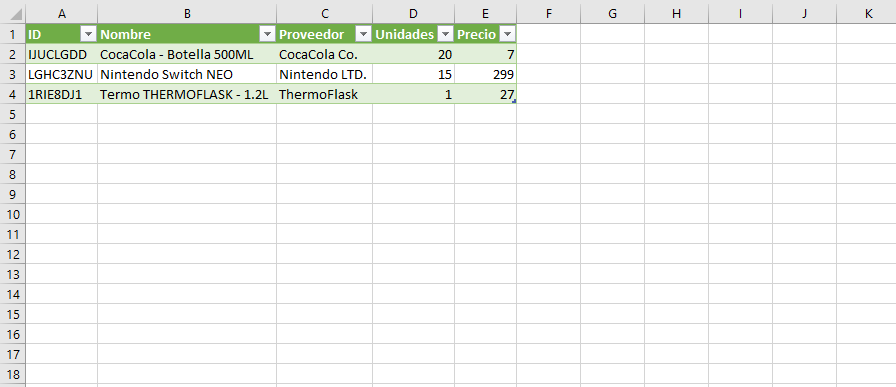 A B C D E F G H I J K
1 ID Nombre Proveedor Unidades Precio
2 IJUCLGDD CocaCola - Botella 500ML CocaCola Co. 20 7
3 LGHC3ZNU Nintendo Switch NEO Nintendo LTD. 15 299
4 1RIE8DJ1 Termo THERMOFLASK - 1.2L ThermoFlask 1 27
5
6
7
8
9
10
11
12
13
14
15
16
17
18